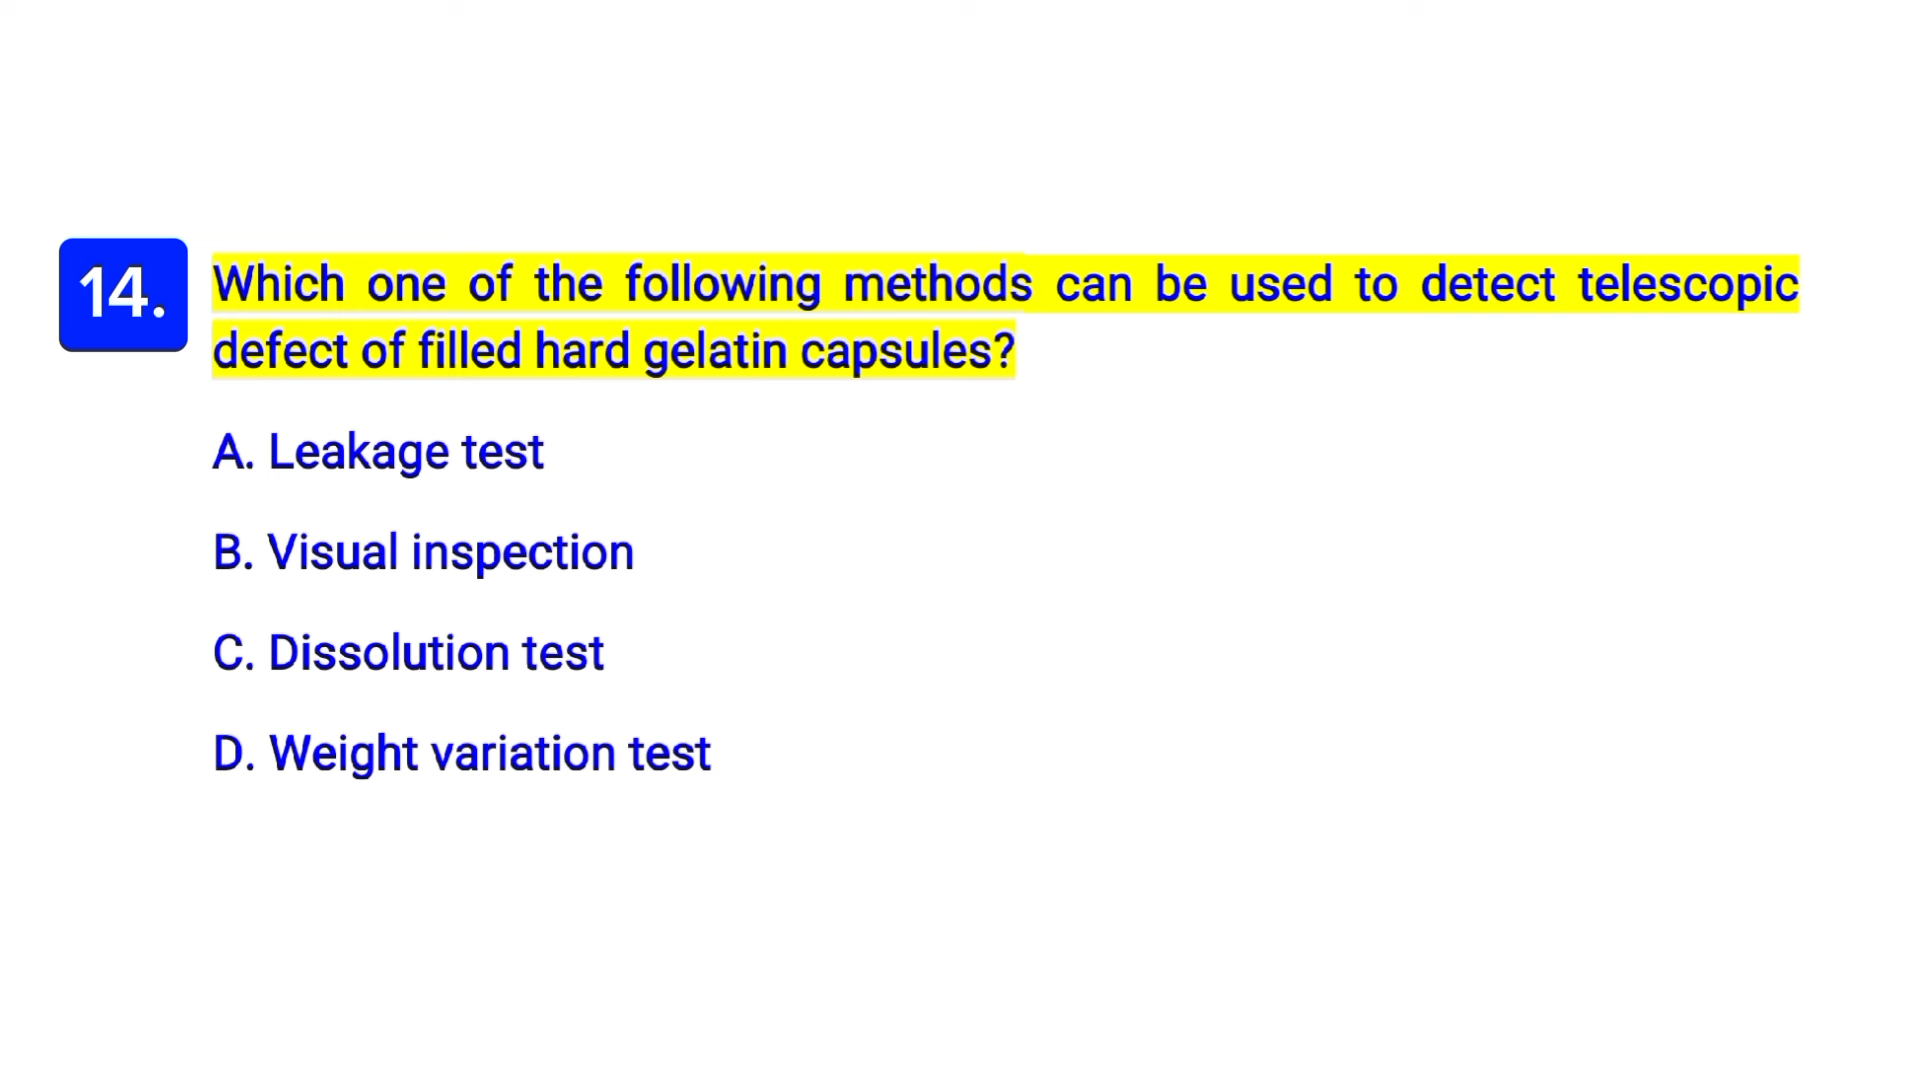 14. Which one of the following methods can be used to detect telescopic
defect of filled hard gelatin capsules?
A. Leakage test
B. Visual inspection
C. Dissolution test
D. Weight variation test